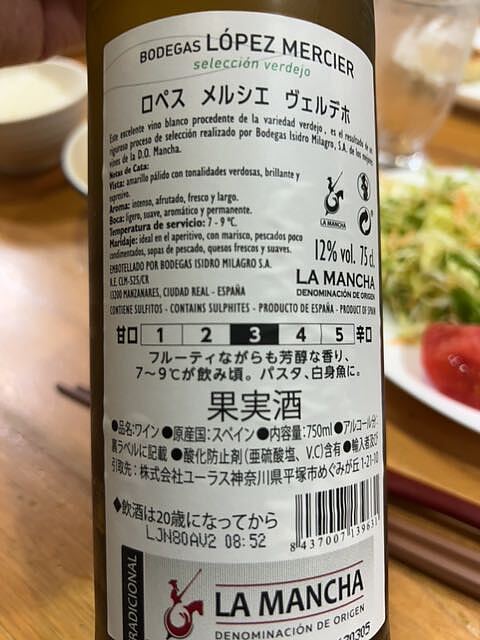 BODEGAS LÓPEZ MERCIER
selección verdejo
ロペス メルシエ ヴェルデホ
Este excelente vino blanco procedente de la variedad verdejo, es el resultado de un
riguroso proceso de selección realizado por Bodegas Isidro Milagro, S.A. de los mejores
vinos de la D.O. Mancha.
Notas de Cata:
Vista: amarillo pálido con tonalidades verdosas, brillante y
expresivo.
Aroma: intenso, afrutado, fresco y largo.
Boca: ligero, suave, aromático y permanente.
Temperatura de servicio: 7 - 9 ºC.
Maridaje: ideal en el aperitivo, con marisco, pescados poco
condimentados, sopas de pescado, quesos frescos y suaves.
LA MANCHA
12% vol. 75 cl.
EMBOTELLADO POR BODEGAS ISIDRO MILAGRO S.A.
R.E. CLM-525/CR
13200 MANZANARES, CIUDAD REAL - ESPAÑA
LA MANCHA
DENOMINACIÓN DE ORIGEN
CONTIENE SULFITOS - CONTAINS SULPHITES - PRODUCTO DE ESPAÑA - PRODUCT OF SPAIN
甘口 1 2 3 4 5 辛口
フルーティながらも芳醇な香り、
7〜9℃が飲み頃。パスタ、白身魚に。
果実酒
●品名:ワイン ●原産国:スペイン ●内容量:750ml ●アルコール分:
裏ラベルに記載 ●酸化防止剤(亜硫酸塩、V.C)含有 ●輸入者及び
引取先:株式会社ユーラス神奈川県平塚市めぐみが丘1-21-10
◆飲酒は20歳になってから
LJN80AV2 08:52
8 437007 139631
RADICIONAL
LA MANCHA
DENOMINACIÓN DE ORIGEN
20305